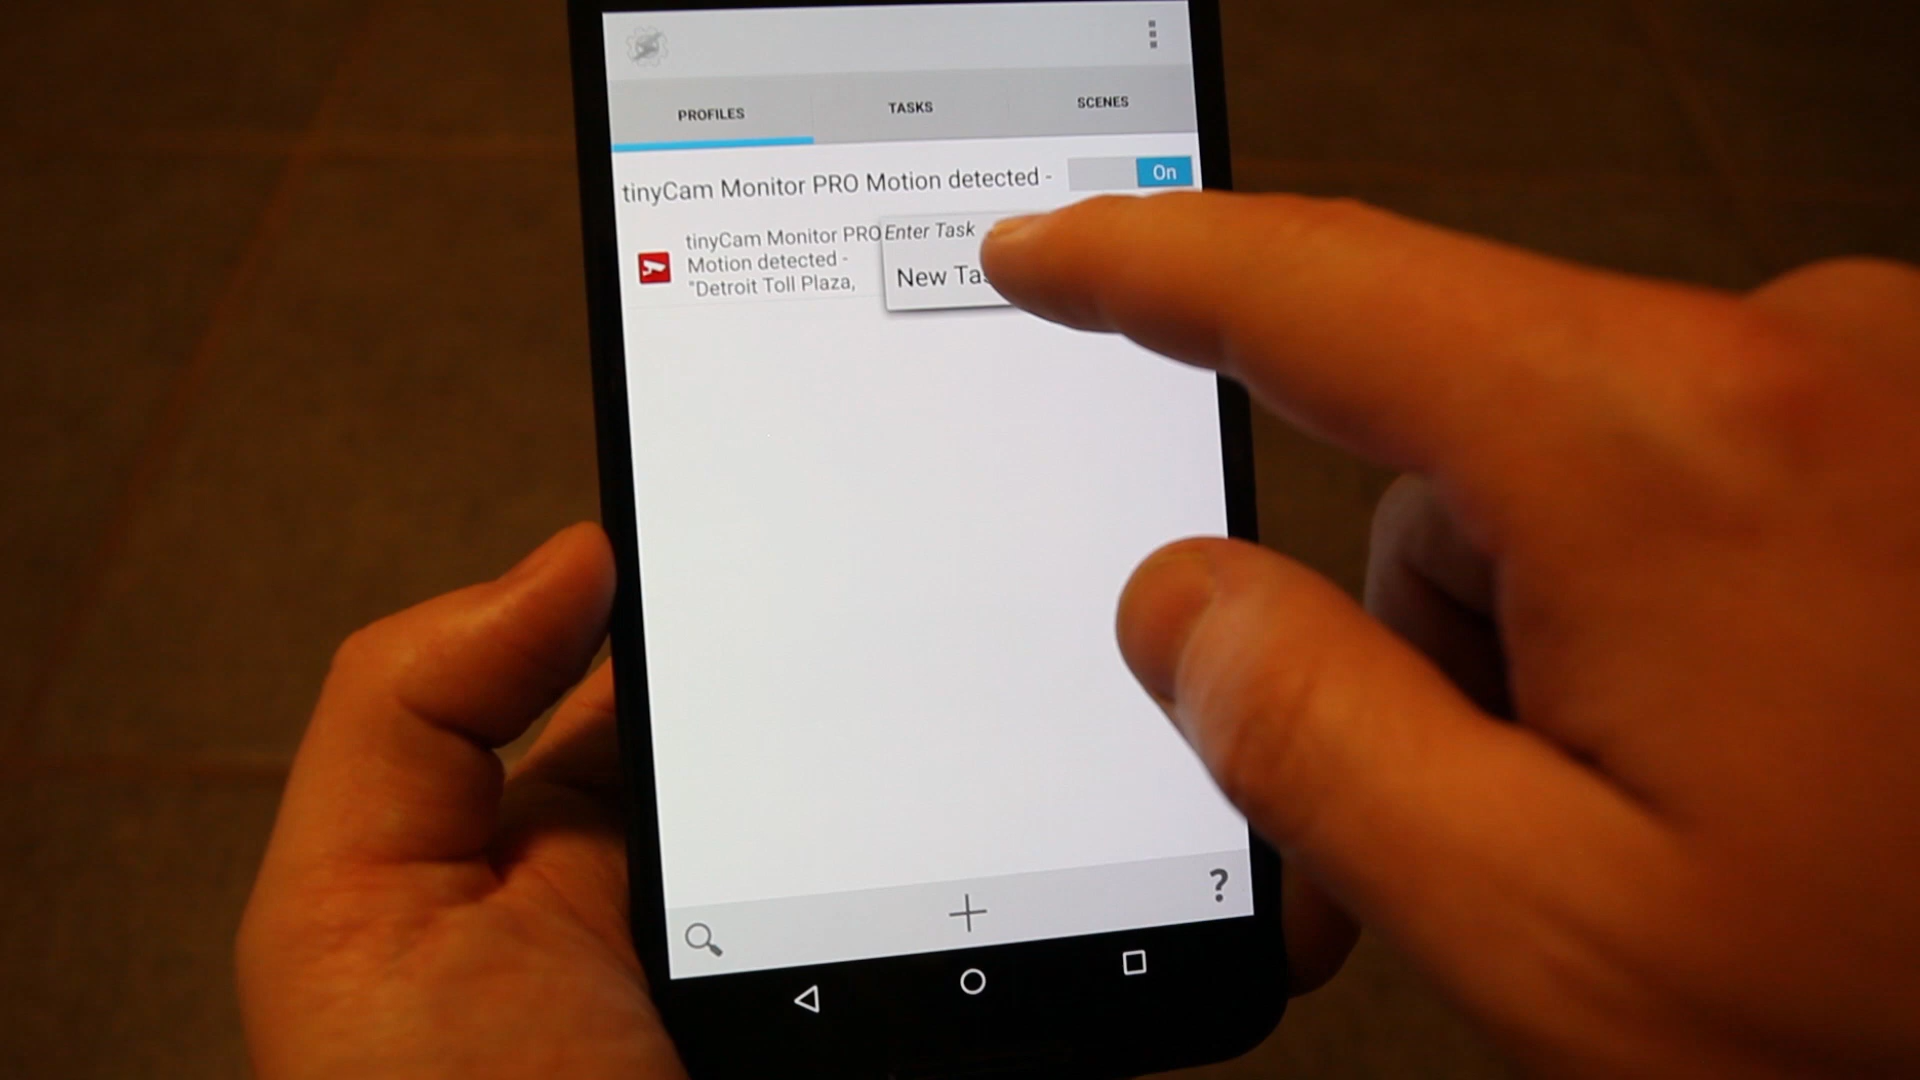 PROFILES TASKS SCENES
tinyCam Monitor PRO Motion detected - On
tinyCam Monitor PRO
Motion detected -
"Detroit Toll Plaza,
Enter Task
New
?